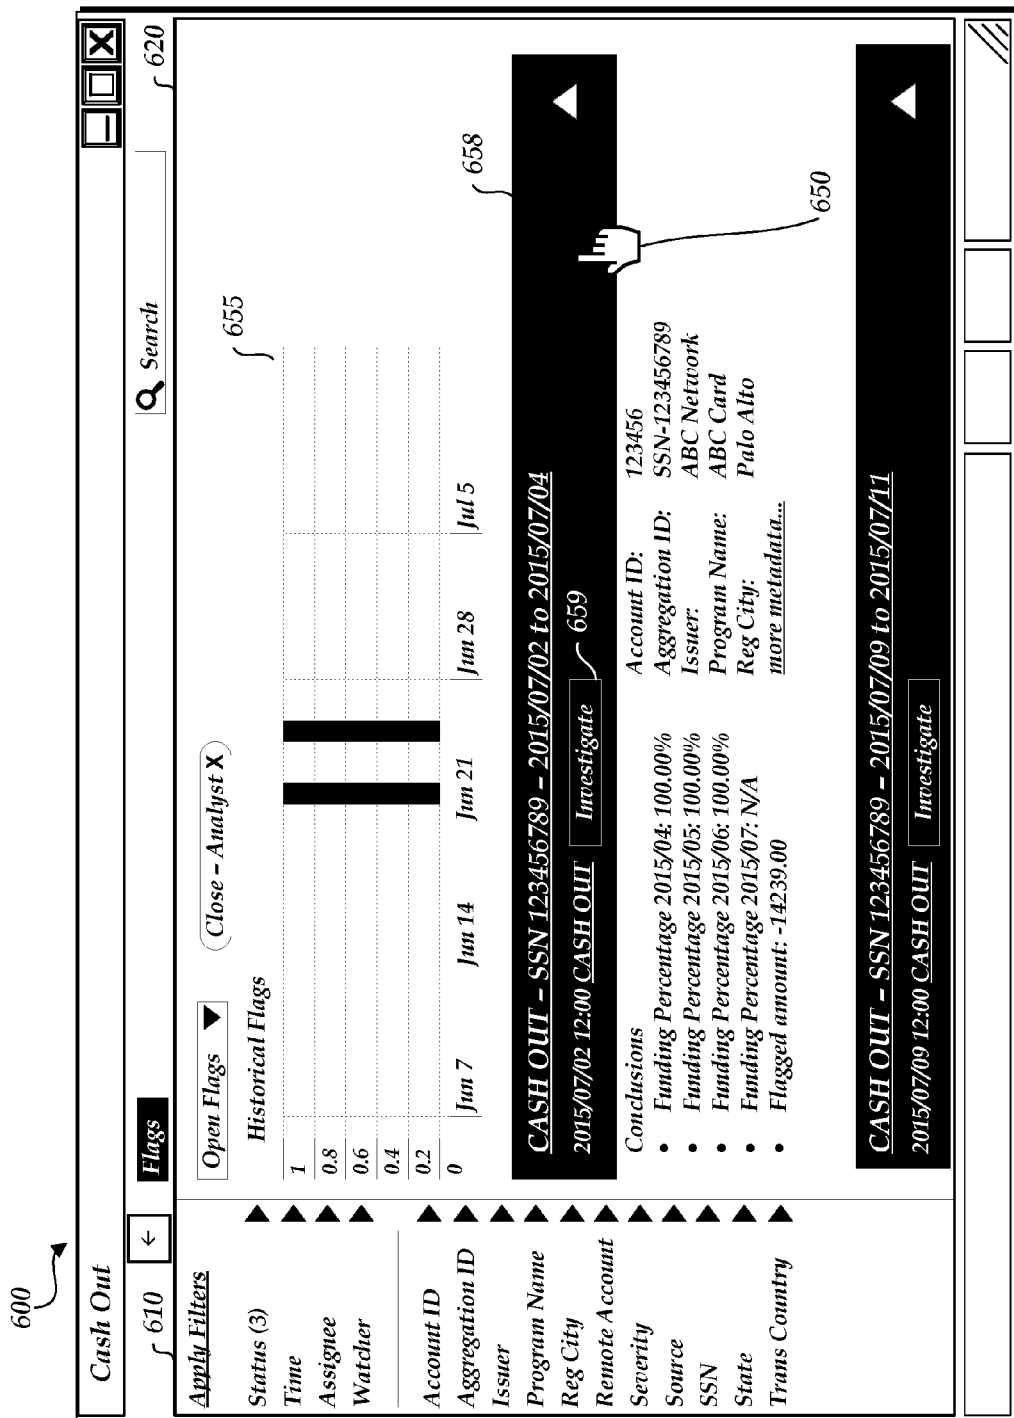 600
Cash Out
610
←
Flags
Search
620
Apply Filters
Status (3)
Time
Assignee
Watcher
Account ID
Aggregation ID
Issuer
Program Name
Reg City
Remote Account
Severity
Source
SSN
State
Trans Country
Open Flags
Close – Analyst X
Historical Flags
655
1
0.8
0.6
0.4
0.2
0
Jun 7
Jun 14
Jun 21
Jun 28
Jul 5
658
CASH OUT – SSN 123456789 – 2015/07/02 to 2015/07/04
2015/07/02 12:00 CASH OUT
Investigate
659
650
Conclusions
• Funding Percentage 2015/04: 100.00%
• Funding Percentage 2015/05: 100.00%
• Funding Percentage 2015/06: 100.00%
• Funding Percentage 2015/07: N/A
• Flagged amount: -14239.00
Account ID: 123456
Aggregation ID: SSN-123456789
Issuer: ABC Network
Program Name: ABC Card
Reg City: Palo Alto
more metadata...
CASH OUT – SSN 123456789 – 2015/07/09 to 2015/07/11
2015/07/09 12:00 CASH OUT
Investigate